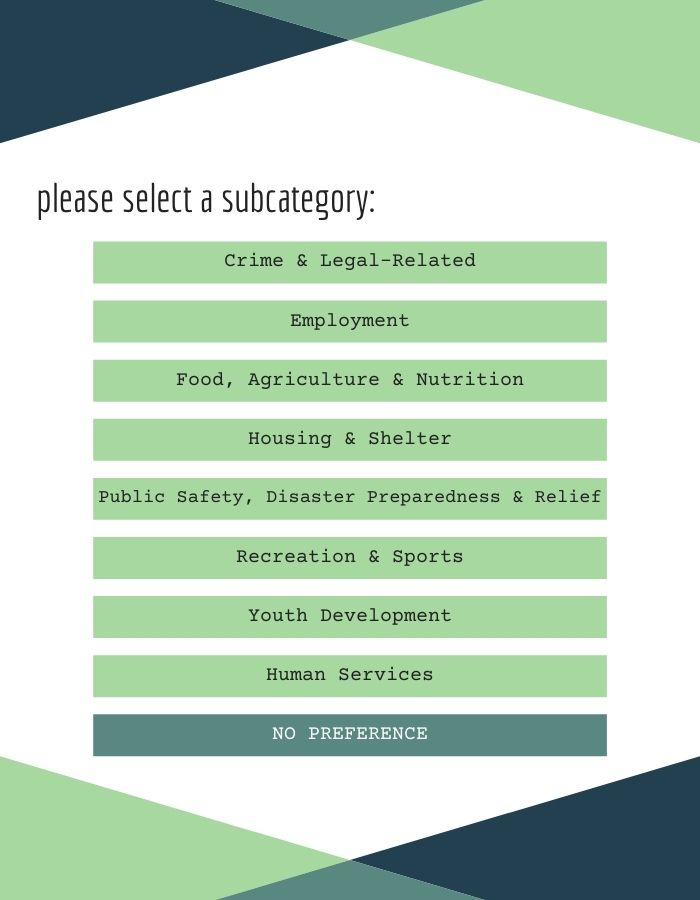 please select a subcategory:
Crime & Legal-Related
Employment
Food, Agriculture & Nutrition
Housing & Shelter
Public Safety, Disaster Preparedness & Relief
Recreation & Sports
Youth Development
Human Services
NO PREFERENCE